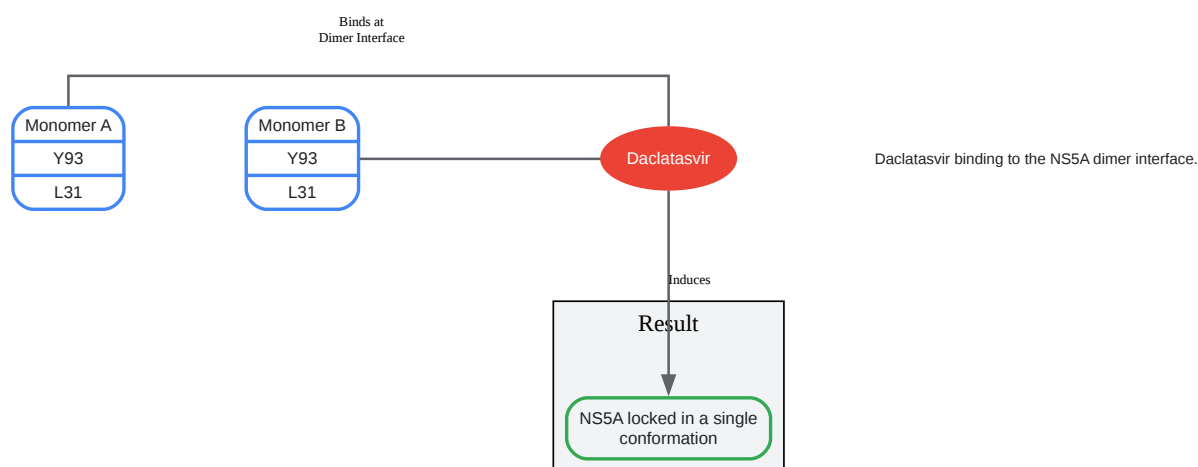 Binds at
Dimer Interface
Monomer A
Y93
L31
Monomer B
Y93
L31
Daclatasvir
Daclatasvir binding to the NS5A dimer interface.
Induces
Result
NS5A locked in a single
conformation